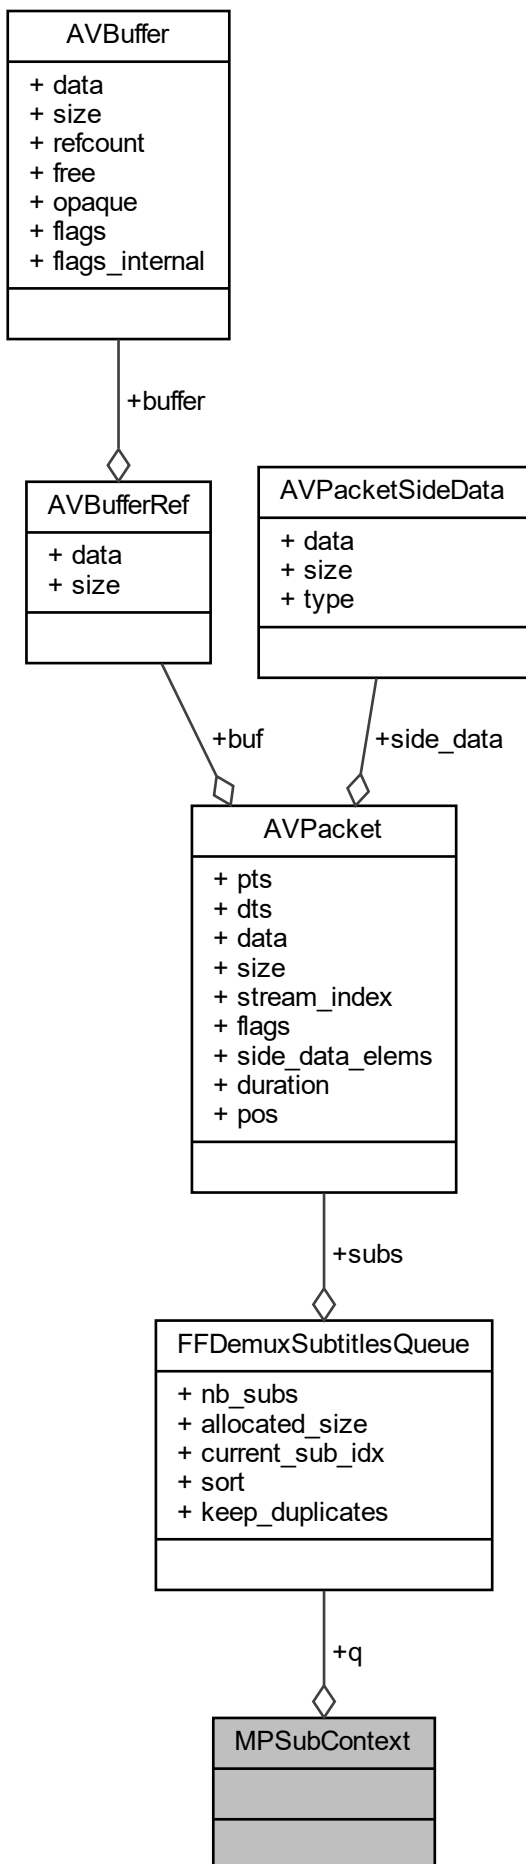 AVBuffer
+ data
+ size
+ refcount
+ free
+ opaque
+ flags
+ flags_internal
+buffer
AVBufferRef
+ data
+ size
AVPacketSideData
+ data
+ size
+ type
+buf
+side_data
AVPacket
+ pts
+ dts
+ data
+ size
+ stream_index
+ flags
+ side_data_elems
+ duration
+ pos
+subs
FFDemuxSubtitlesQueue
+ nb_subs
+ allocated_size
+ current_sub_idx
+ sort
+ keep_duplicates
+q
MPSubContext